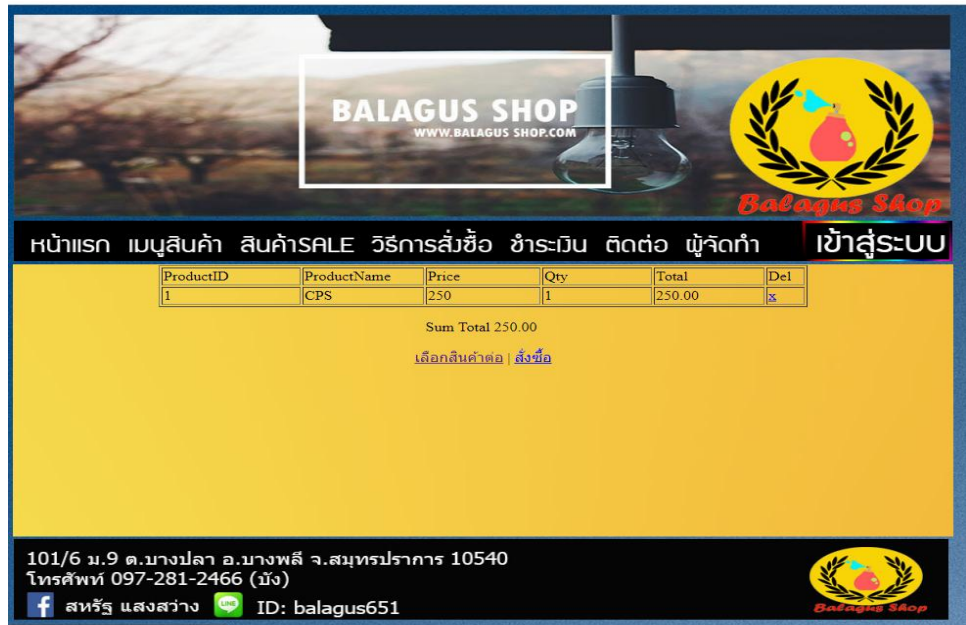 BALAGUS SHOP
WWW.BALAGUS SHOP.COM
Balagus Shop
หน้าแรก เมนูสินค้า สินค้าSALE วิธีการสั่งซื้อ ชำระเงิน ติดต่อ ผู้จัดทำ เข้าสู่ระบบ
ProductID ProductName Price Qty Total Del
1 CPS 250 1 250.00 x
Sum Total 250.00
เลือกสินค้าต่อ | สั่งซื้อ
101/6 ม.9 ต.บางปลา อ.บางพลี จ.สมุทรปราการ 10540
โทรศัพท์ 097-281-2466 (บัง)
f สหรัฐ แสงสว่าง LINE ID: balagus651
Balagus Shop